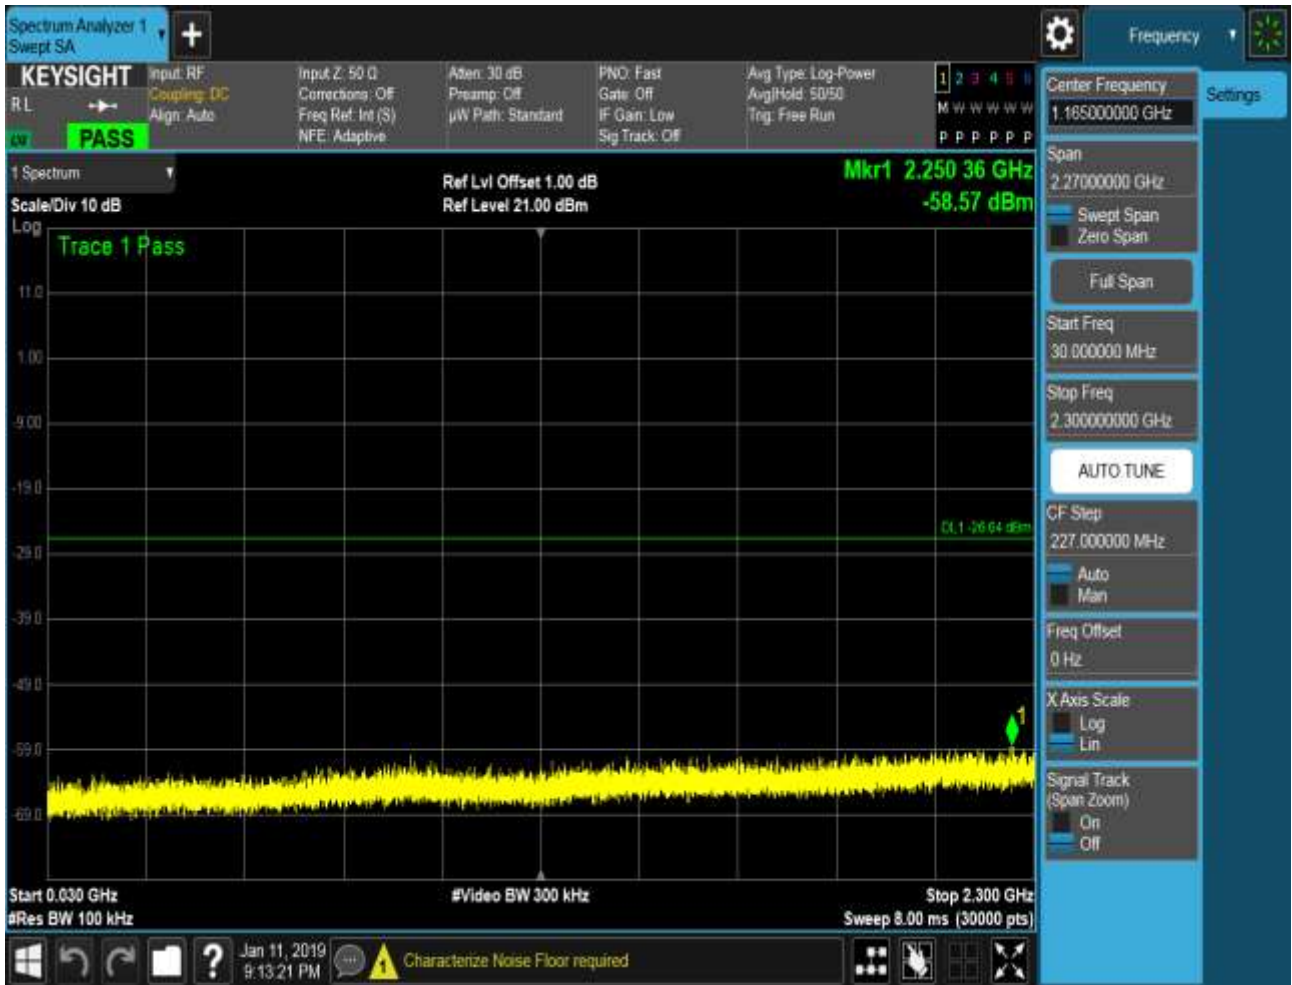 Spectrum Analyzer 1
Swept SA
Frequency
KEYSIGHT
R L
PASS
Input: RF
Coupling: DC
Align: Auto
Input Z: 50 Ω
Corrections: Off
Freq Ref: Int (S)
NFE: Adaptive
Atten: 30 dB
Preamp: Off
µW Path: Standard
PNO: Fast
Gate: Off
IF Gain: Low
Sig Track: Off
Avg Type: Log-Power
Avg|Hold: 50/50
Trig: Free Run
1 2 3 4 5 6
M W W W W W
P P P P P P
1 Spectrum
Scale/Div 10 dB
Log
Ref Lvl Offset 1.00 dB
Ref Level 21.00 dBm
Mkr1 2.250 36 GHz
-58.57 dBm
Trace 1 Pass
11.0
1.00
-9.00
-19.0
DL1 -26.64 dBm
-29.0
-39.0
-49.0
1
-59.0
-69.0
Start 0.030 GHz
#Video BW 300 kHz
Stop 2.300 GHz
#Res BW 100 kHz
Sweep 8.00 ms (30000 pts)
?
Jan 11, 2019
9:13:21 PM
1
Characterize Noise Floor required
Center Frequency
1.165000000 GHz
Settings
Span
2.27000000 GHz
Swept Span
Zero Span
Full Span
Start Freq
30.000000 MHz
Stop Freq
2.300000000 GHz
AUTO TUNE
CF Step
227.000000 MHz
Auto
Man
Freq Offset
0 Hz
X Axis Scale
Log
Lin
Signal Track
(Span Zoom)
On
Off